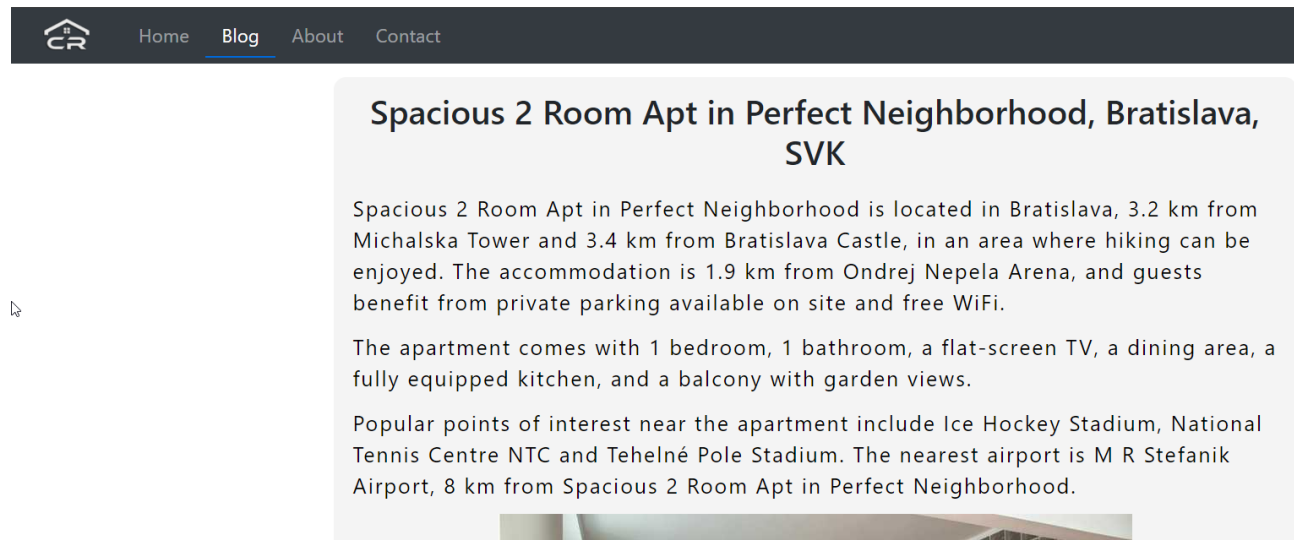 CR
Home Blog About Contact
Spacious 2 Room Apt in Perfect Neighborhood, Bratislava,
SVK
Spacious 2 Room Apt in Perfect Neighborhood is located in Bratislava, 3.2 km from
Michalska Tower and 3.4 km from Bratislava Castle, in an area where hiking can be
enjoyed. The accommodation is 1.9 km from Ondrej Nepela Arena, and guests
benefit from private parking available on site and free WiFi.
The apartment comes with 1 bedroom, 1 bathroom, a flat-screen TV, a dining area, a
fully equipped kitchen, and a balcony with garden views.
Popular points of interest near the apartment include Ice Hockey Stadium, National
Tennis Centre NTC and Tehelné Pole Stadium. The nearest airport is M R Stefanik
Airport, 8 km from Spacious 2 Room Apt in Perfect Neighborhood.